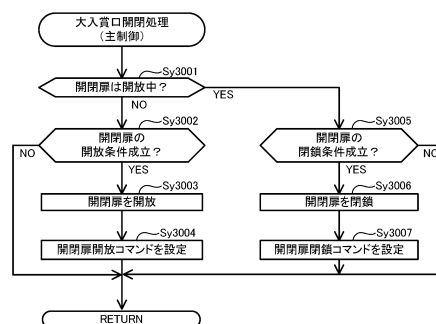 大入賞口開閉処理
(主制御)
Sy3001
開閉扉は開放中?
YES
NO
Sy3002
開閉扉の
開放条件成立?
NO
YES
Sy3005
開閉扉の
閉鎖条件成立?
NO
YES
Sy3003
開閉扉を開放
Sy3006
開閉扉を閉鎖
Sy3004
開閉扉開放コマンドを設定
Sy3007
開閉扉閉鎖コマンドを設定
RETURN